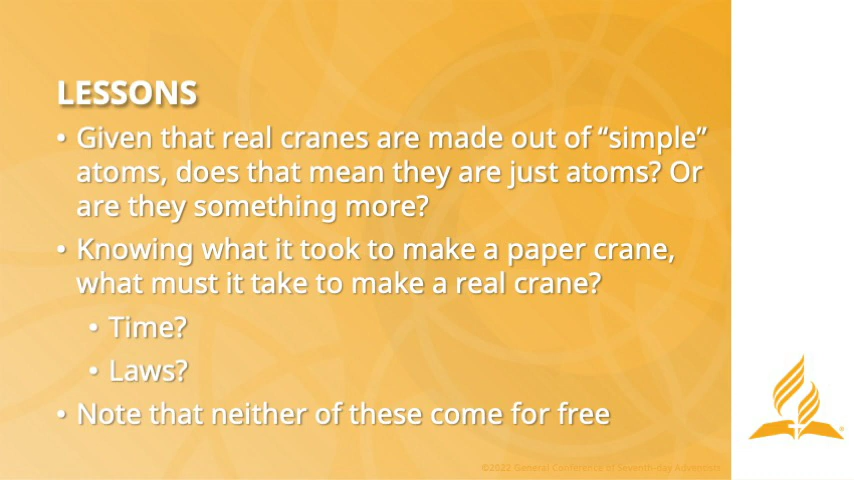 LESSONS
• Given that real cranes are made out of “simple”
atoms, does that mean they are just atoms? Or
are they something more?
• Knowing what it took to make a paper crane,
what must it take to make a real crane?
• Time?
• Laws?
• Note that neither of these come for free
©2022 General Conference of Seventh-day Adventists